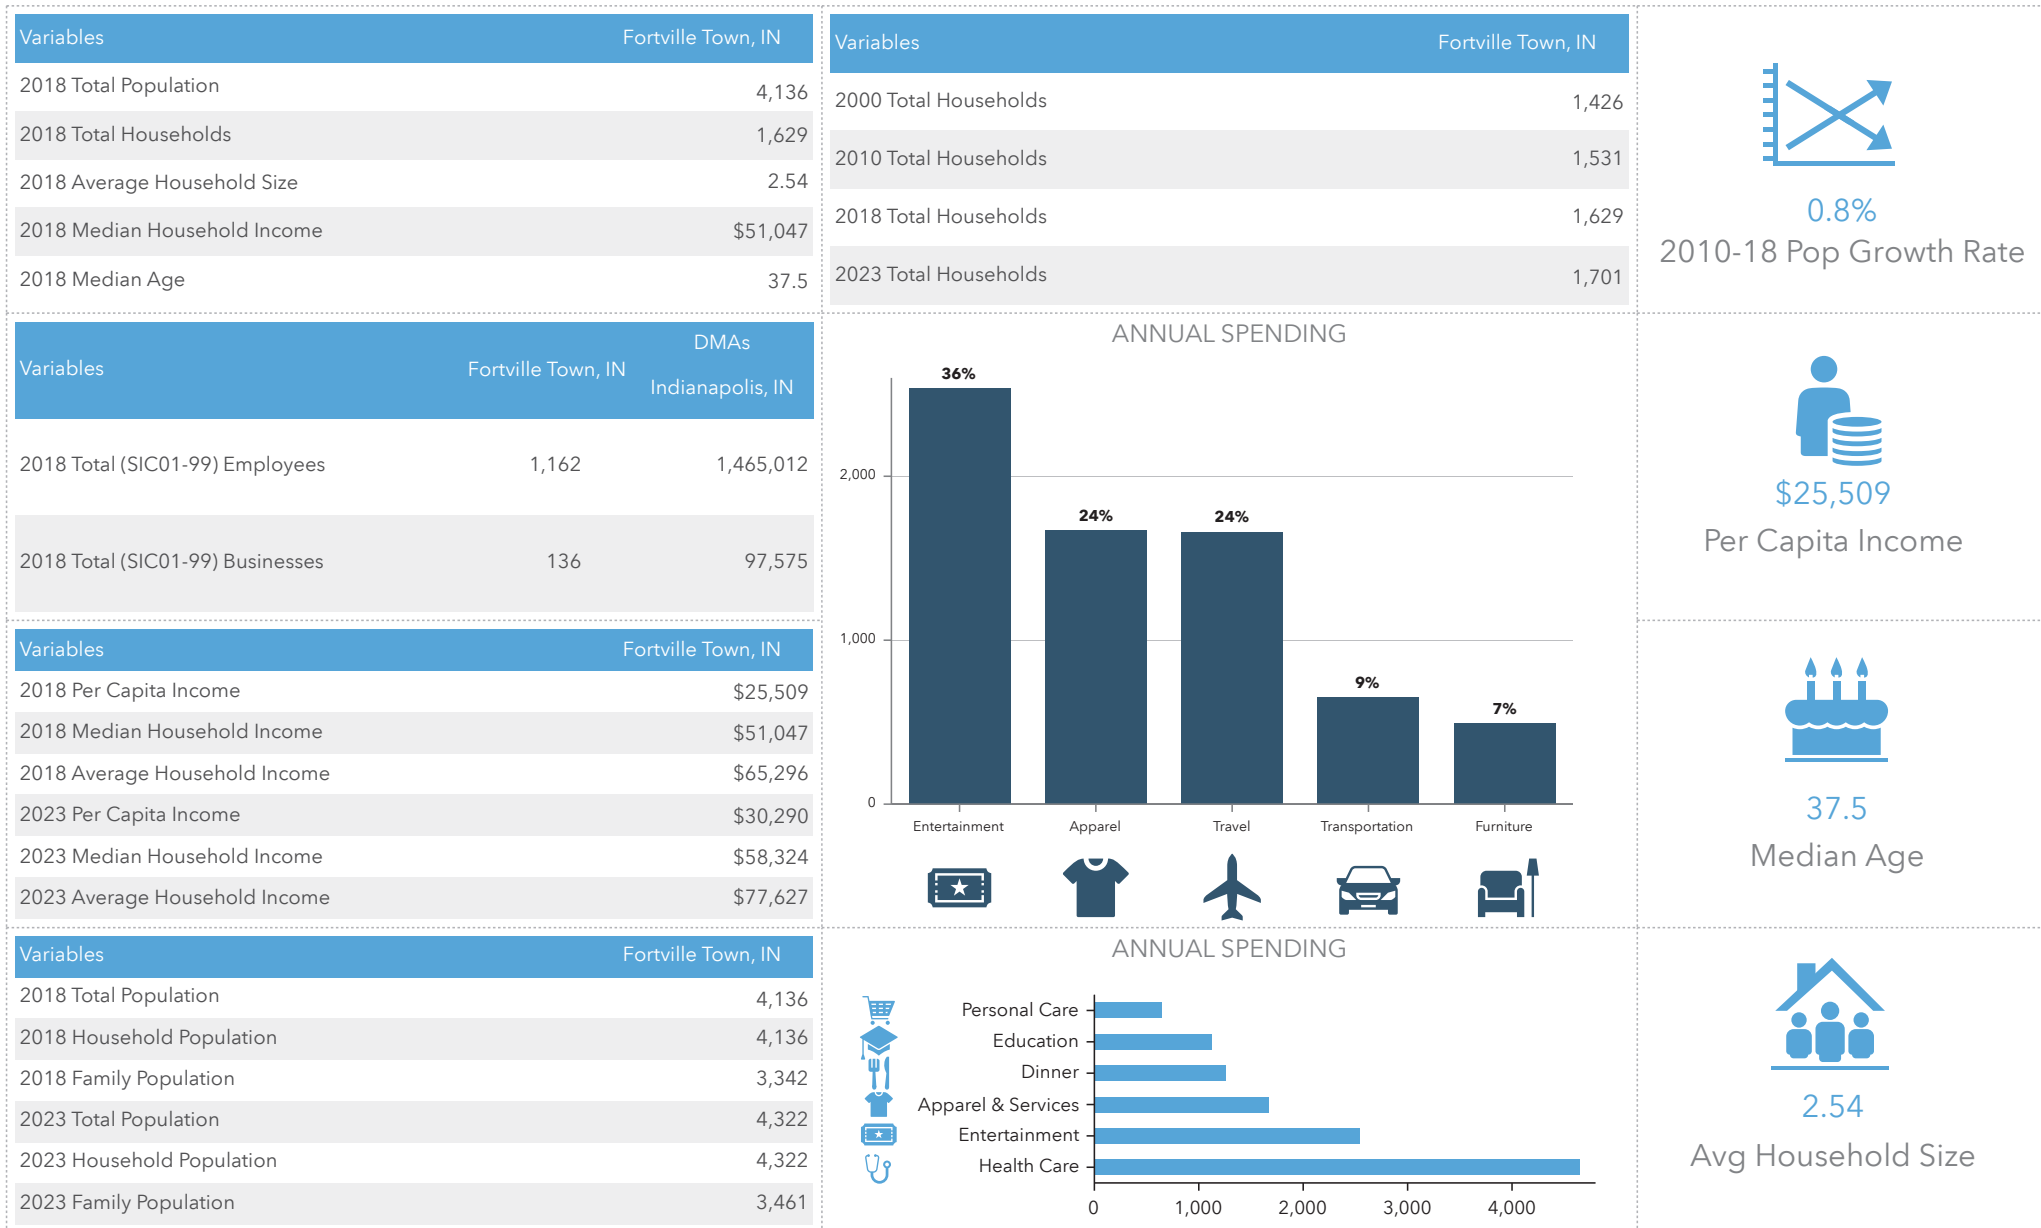 Variables Fortville Town, IN
2018 Total Population 4,136
2018 Total Households 1,629
2018 Average Household Size 2.54
2018 Median Household Income $51,047
2018 Median Age 37.5
Variables Fortville Town, IN
2000 Total Households 1,426
2010 Total Households 1,531
2018 Total Households 1,629
2023 Total Households 1,701
0.8%
2010-18 Pop Growth Rate
DMAs
Variables Fortville Town, IN
Indianapolis, IN
2018 Total (SIC01-99) Employees 1,162 1,465,012
2018 Total (SIC01-99) Businesses 136 97,575
ANNUAL SPENDING
36%
2,000
24% 24%
1,000
9%
7%
0
Entertainment Apparel Travel Transportation Furniture
$25,509
Per Capita Income
Variables Fortville Town, IN
2018 Per Capita Income $25,509
2018 Median Household Income $51,047
2018 Average Household Income $65,296
2023 Per Capita Income $30,290
2023 Median Household Income $58,324
2023 Average Household Income $77,627
37.5
Median Age
Variables Fortville Town, IN
2018 Total Population 4,136
2018 Household Population 4,136
2018 Family Population 3,342
2023 Total Population 4,322
2023 Household Population 4,322
2023 Family Population 3,461
ANNUAL SPENDING
Personal Care
Education
Dinner
Apparel & Services
Entertainment
Health Care
0 1,000 2,000 3,000 4,000
2.54
Avg Household Size